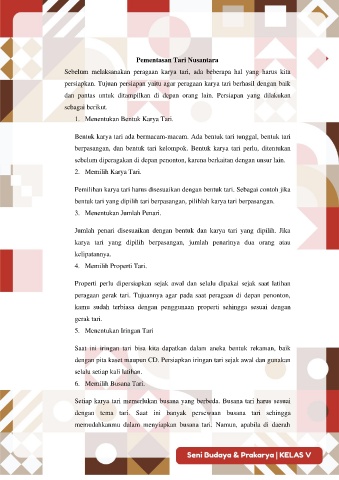 Pementasan Tari Nusantara
Sebelum melaksanakan peragaan karya tari, ada beberapa hal yang harus kita
persiapkan. Tujuan persiapan yaitu agar peragaan karya tari berhasil dengan baik
dan pantas untuk ditampilkan di depan orang lain. Persiapan yang dilakukan
sebagai berikut.
1. Menentukan Bentuk Karya Tari.
Bentuk karya tari ada bermacam-macam. Ada bentuk tari tunggal, bentuk tari
berpasangan, dan bentuk tari kelompok. Bentuk karya tari perlu, ditentukan
sebelum diperagakan di depan penonton, karena berkaitan dengan unsur lain.
2. Memilih Karya Tari.
Pemilihan karya tari harus disesuaikan dengan bentuk tari. Sebagai contoh jika
bentuk tari yang dipilih tari berpasangan, pilihlah karya tari berpasangan.
3. Menentukan Jumlah Penari.
Jumlah penari disesuaikan dengan bentuk dan karya tari yang dipilih. Jika
karya tari yang dipilih berpasangan, jumlah penarinya dua orang atau
kelipatannya.
4. Memilih Properti Tari.
Properti perlu dipersiapkan sejak awal dan selalu dipakai sejak saat latihan
peragaan gerak tari. Tujuannya agar pada saat peragaan di depan penonton,
kamu sudah terbiasa dengan penggunaan properti sehingga sesuai dengan
gerak tari.
5. Menentukan Iringan Tari
Saat ini iringan tari bisa kita dapatkan dalam aneka bentuk rekaman, baik
dengan pita kaset maupun CD. Persiapkan iringan tari sejak awal dan gunakan
selalu setiap kali latihan.
6. Memilih Busana Tari.
Setiap karya tari memerlukan busana yang berbeda. Busana tari harus sesuai
dengan tema tari. Saat ini banyak persewaan busana tari sehingga
memudahkanmu dalam menyiapkan busana tari. Namun, apabila di daerah
Seni Budaya & Prakarya | KELAS V